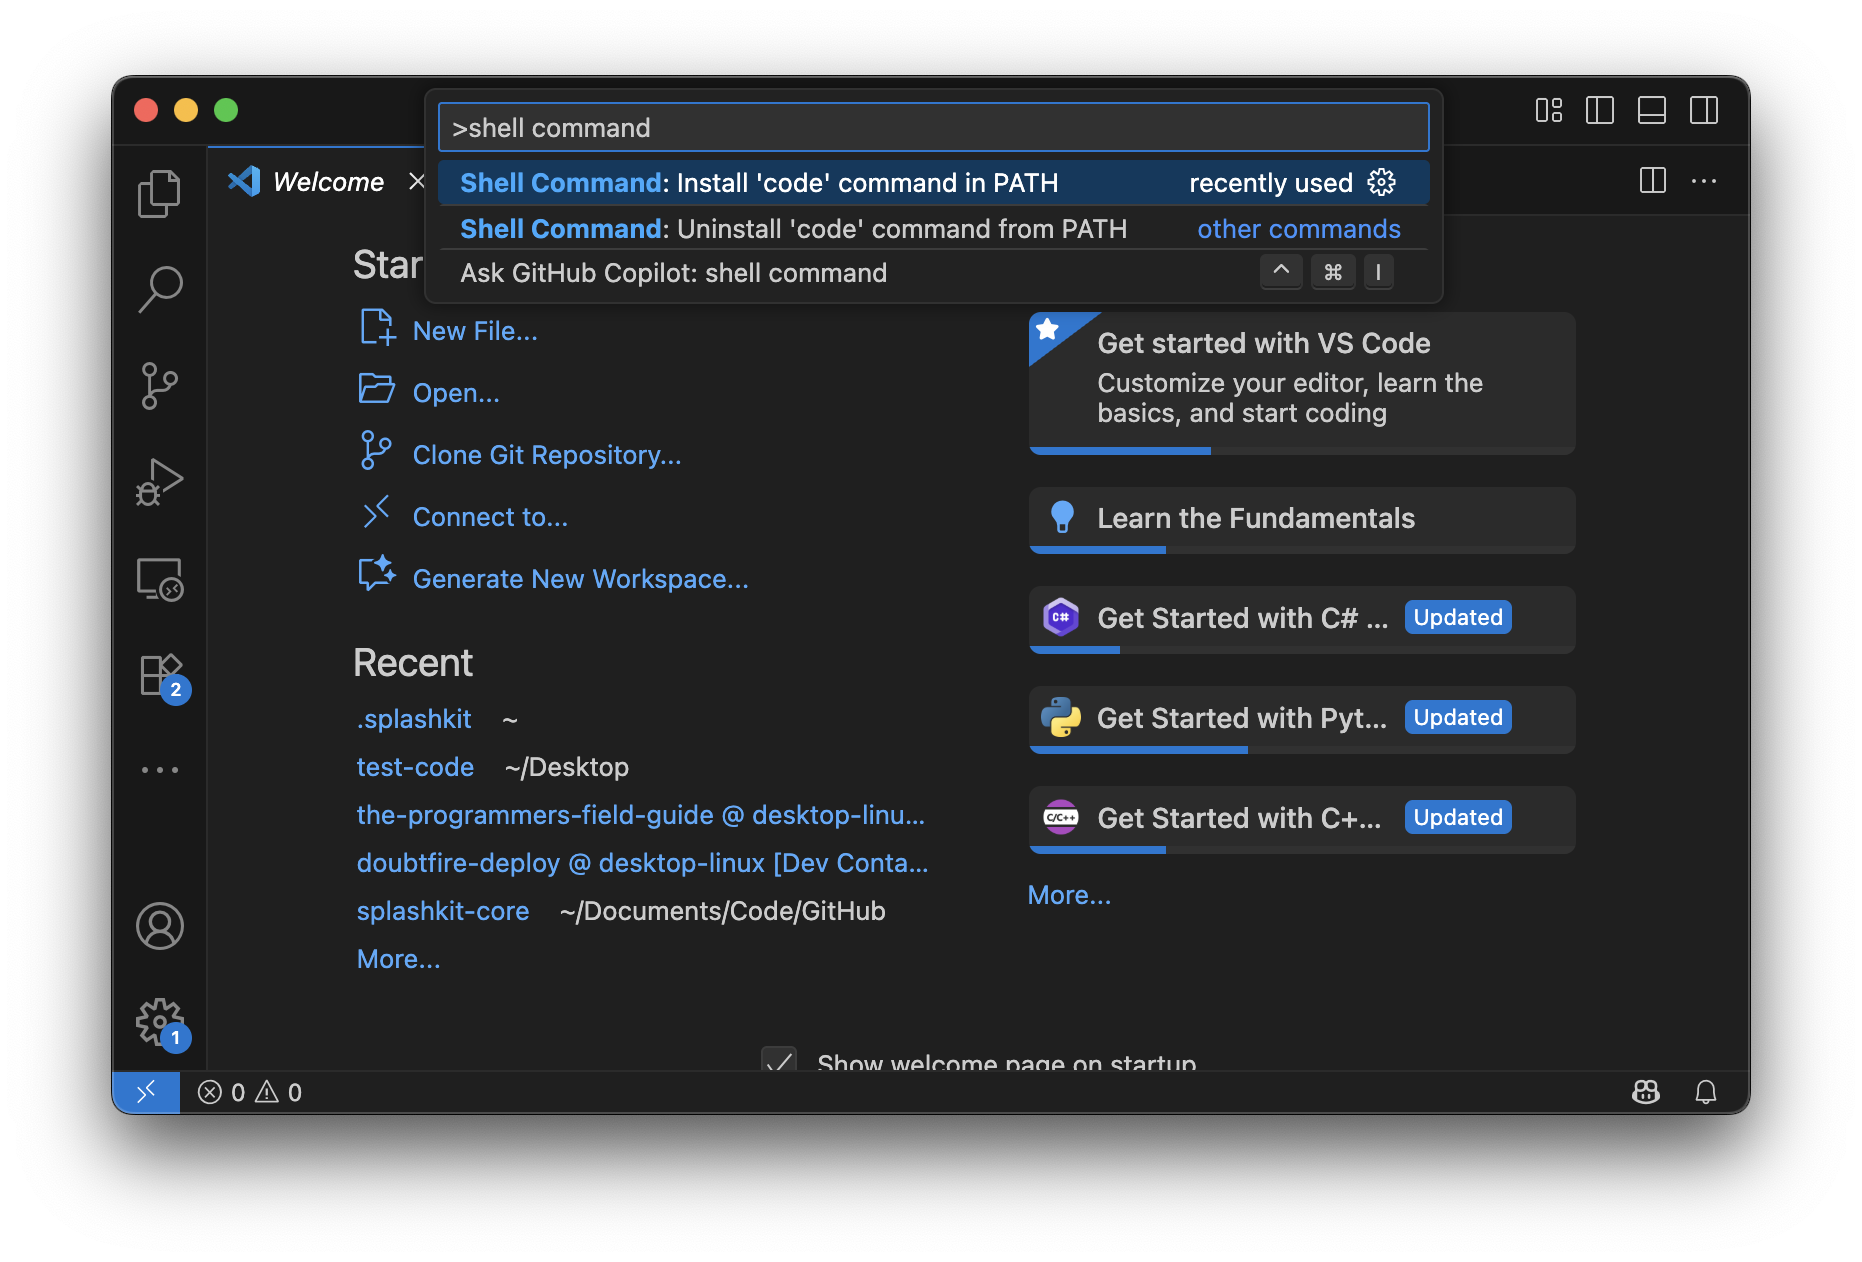 >shell command
Shell Command: Install 'code' command in PATH recently used
Shell Command: Uninstall 'code' command from PATH other commands
Ask GitHub Copilot: shell command ^ ⌘ I
Welcome
Star
New File...
Open...
Clone Git Repository...
Connect to...
Generate New Workspace...
Recent
.splashkit ~
test-code ~/Desktop
the-programmers-field-guide @ desktop-linu...
doubtfire-deploy @ desktop-linux [Dev Conta...
splashkit-core ~/Documents/Code/GitHub
More...
Get started with VS Code
Customize your editor, learn the
basics, and start coding
Learn the Fundamentals
C#
Get Started with C# ... Updated
Get Started with Pyt... Updated
C/C++
Get Started with C+... Updated
More...
2
1
Show welcome page on startup
0 0